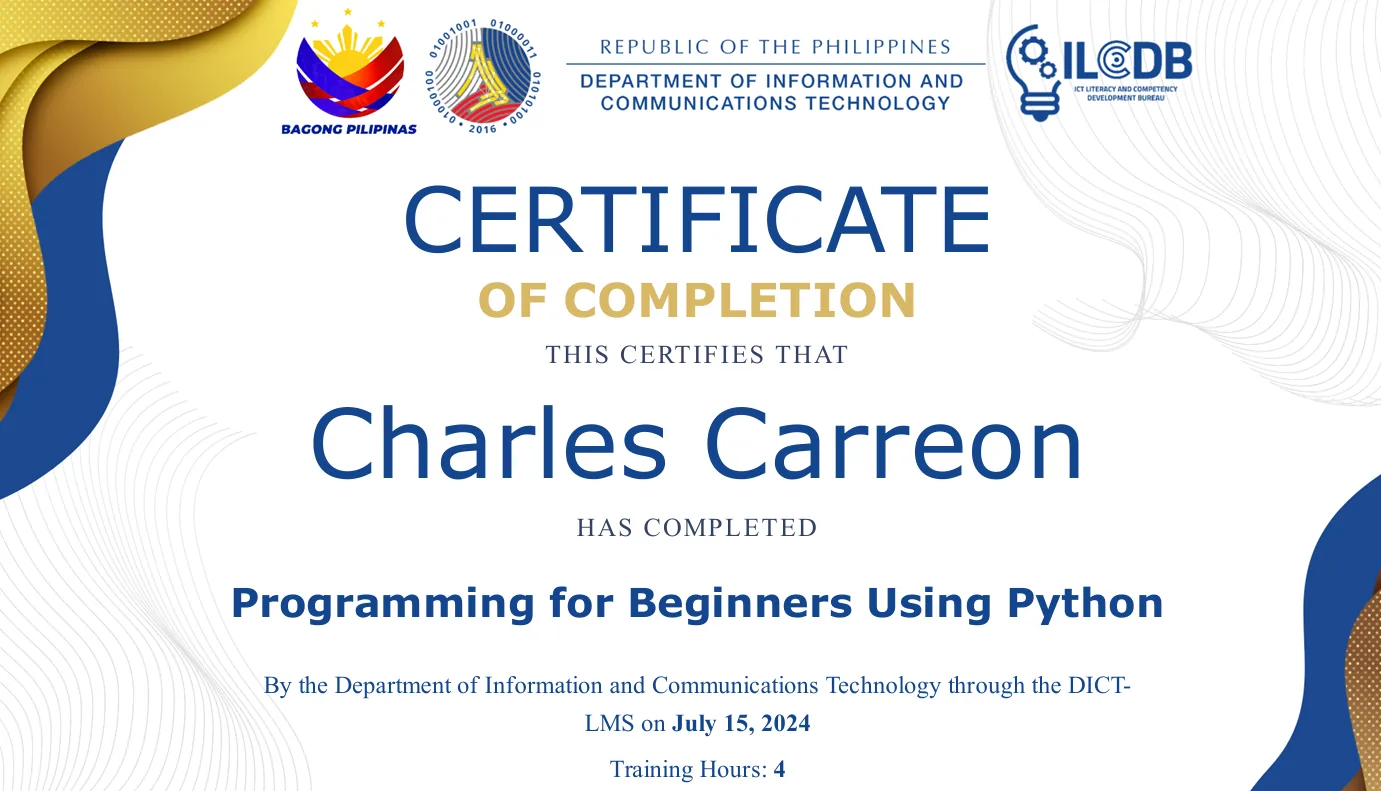 BAGONG PILIPINAS
01000100 01001001 01000011 01010100
• 2016 •
REPUBLIC OF THE PHILIPPINES
DEPARTMENT OF INFORMATION AND
COMMUNICATIONS TECHNOLOGY
ILCDB
ICT LITERACY AND COMPETENCY
DEVELOPMENT BUREAU
CERTIFICATE
OF COMPLETION
THIS CERTIFIES THAT
Charles Carreon
HAS COMPLETED
Programming for Beginners Using Python
By the Department of Information and Communications Technology through the DICT-
LMS on July 15, 2024
Training Hours: 4